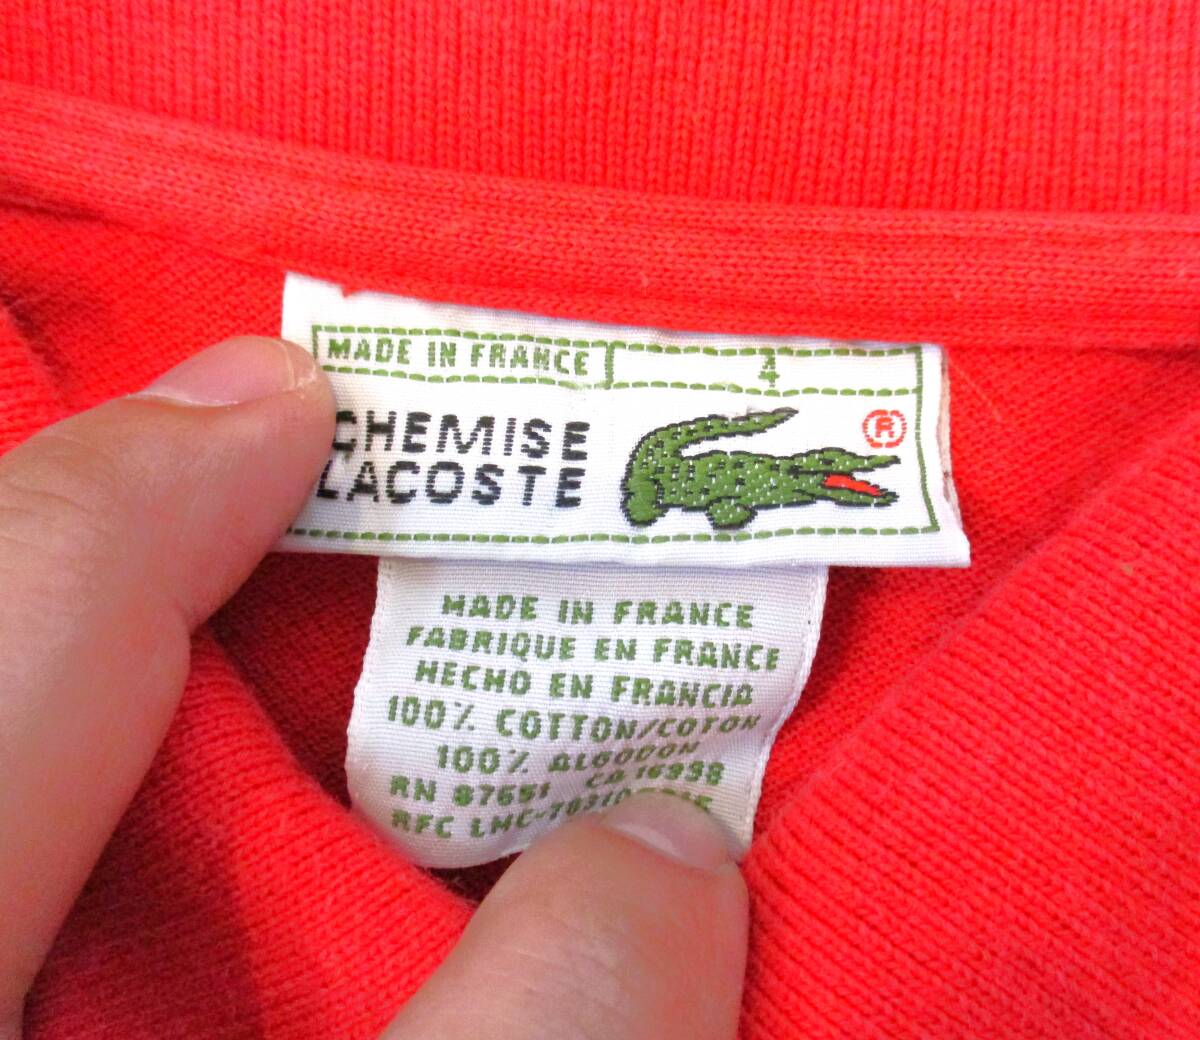 MADE IN FRANCE 4
CHEMISE
LACOSTE
®
MADE IN FRANCE
FABRIQUE EN FRANCE
HECHO EN FRANCIA
100% COTTON/COTON
100% ALGODON
RN 87651 CA 16998
RFC